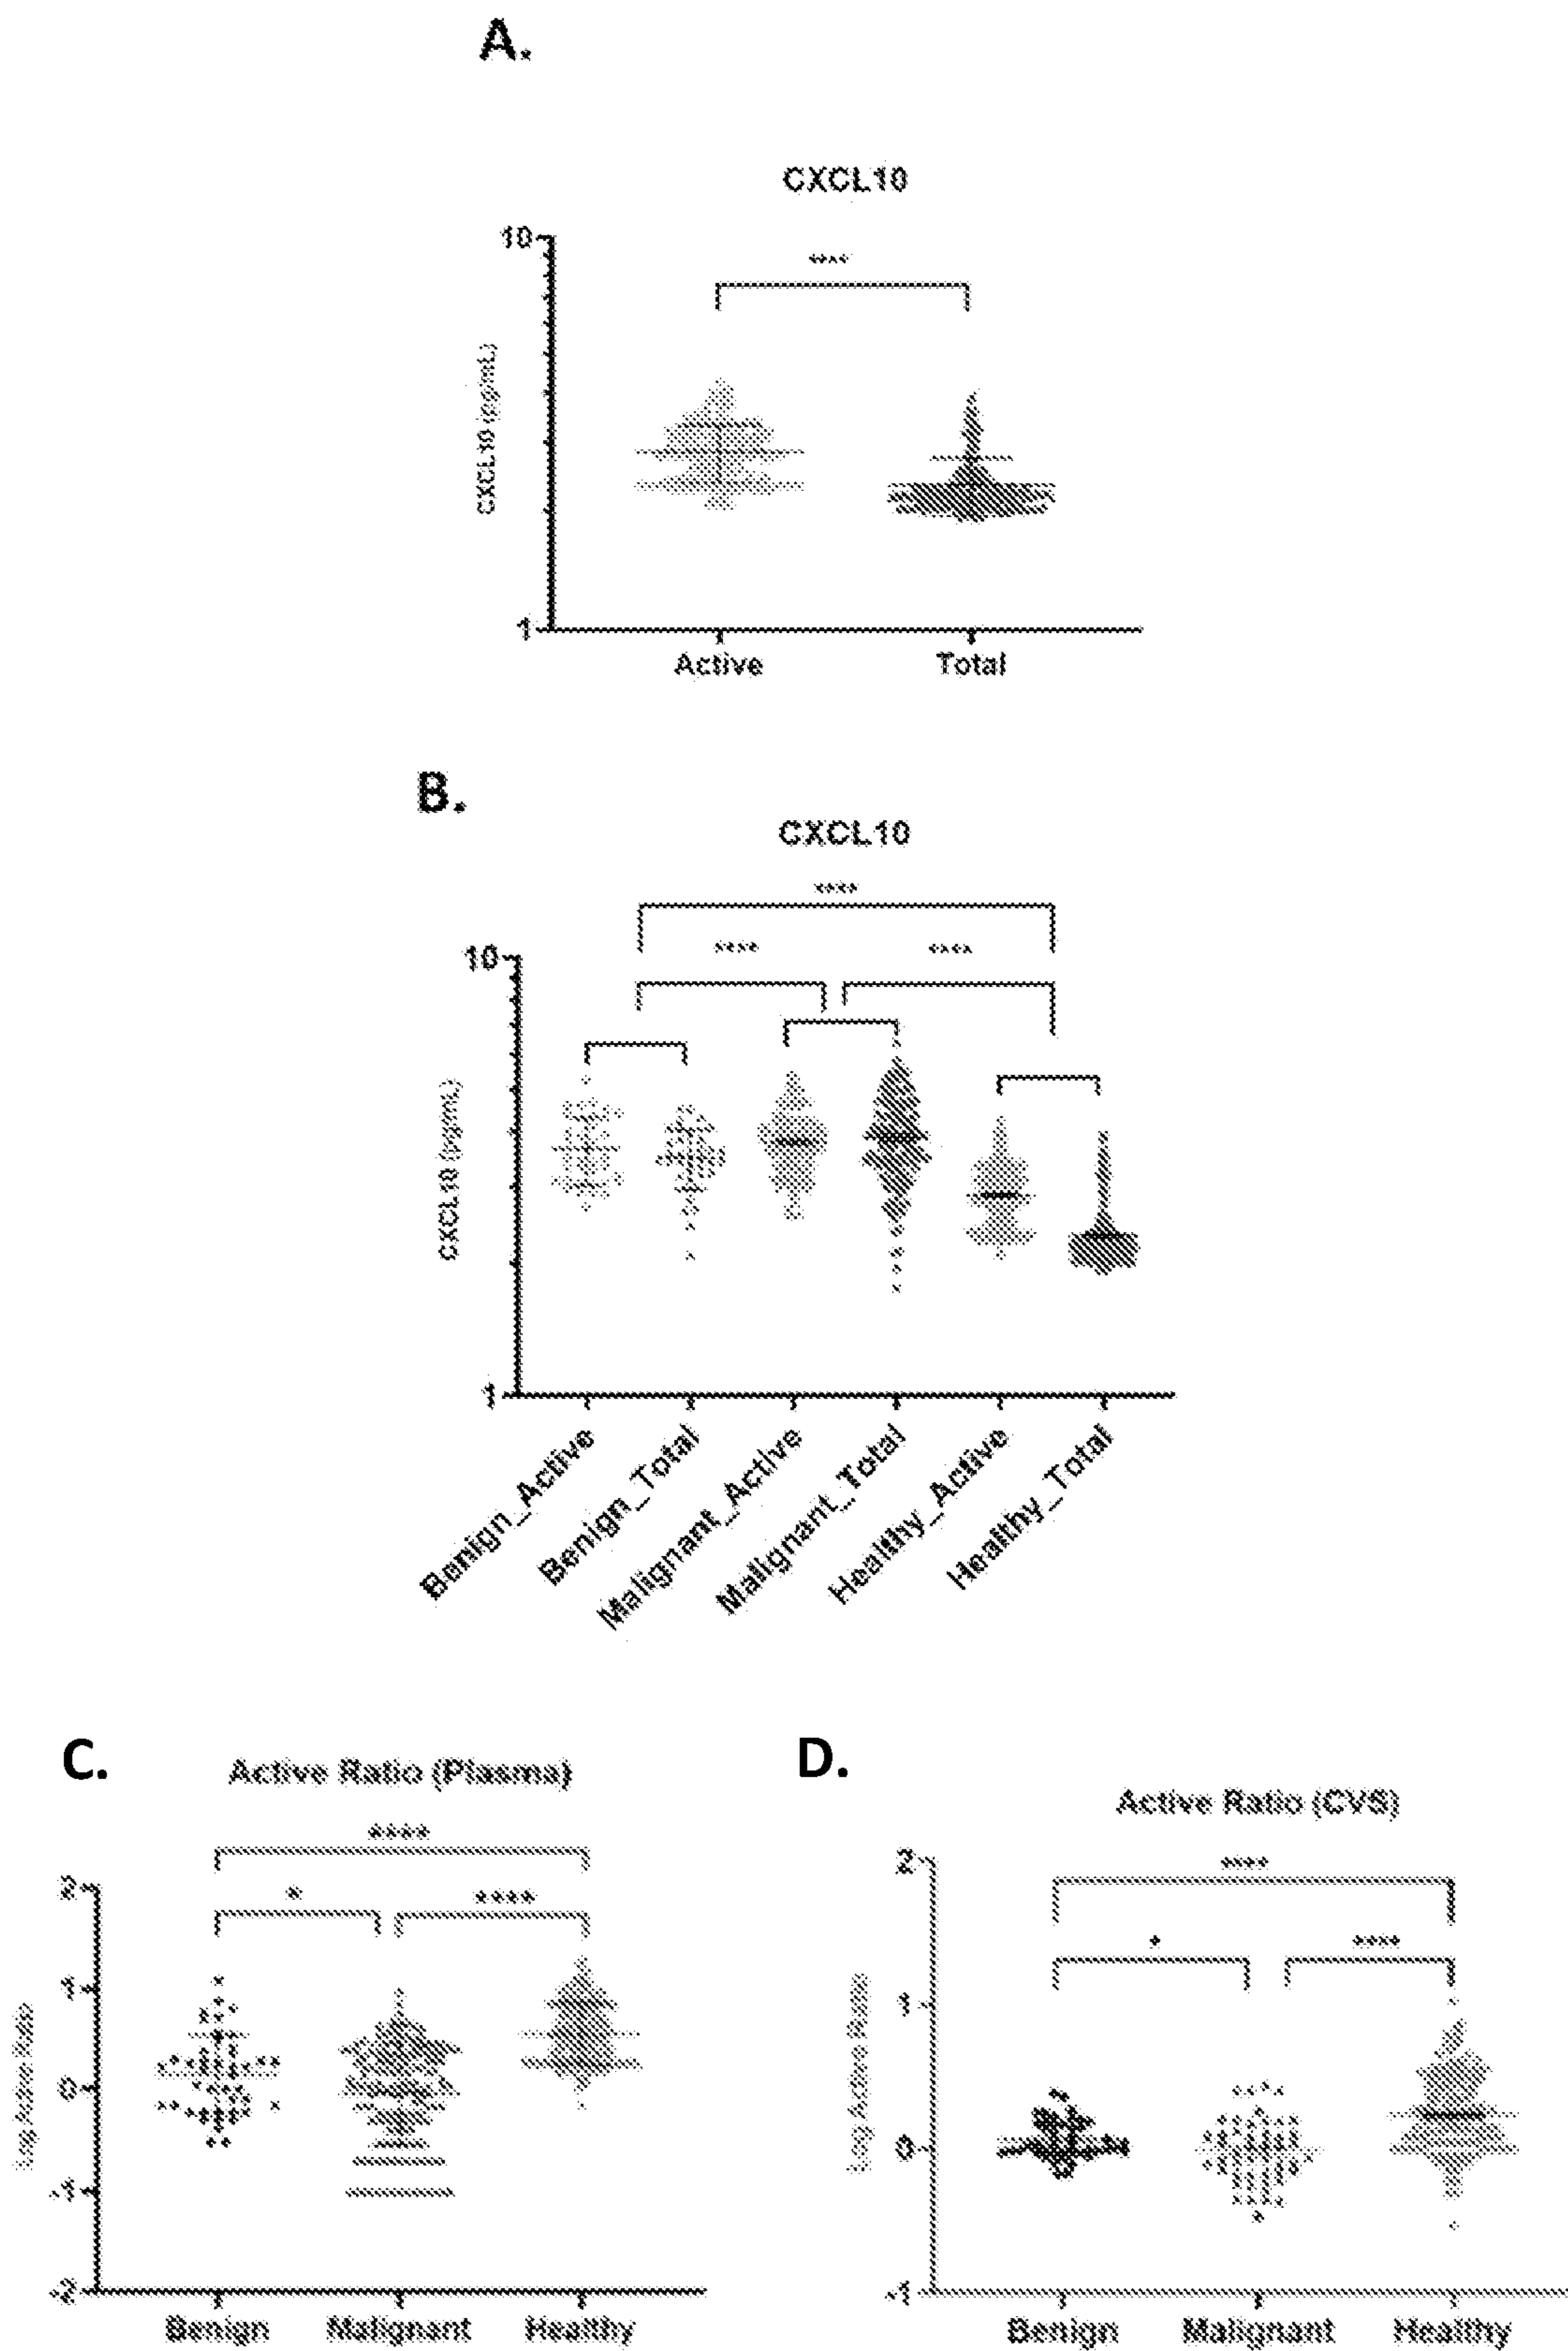 A.
CXCL10
10
****
CXCL10 (pg/mL)
1
Active Total
B.
CXCL10
****
10
**** ****
CXCL10 (pg/mL)
1
Benign_Active
Benign_Total
Malignant_Active
Malignant_Total
Healthy_Active
Healthy_Total
C.
Active Ratio (Plasma)
****
2
* ****
1
Log Active Ratio
0
-1
-2
Benign Malignant Healthy
D.
Active Ratio (CVS)
2
****
* ****
1
Log Active Ratio
0
-1
Benign Malignant Healthy